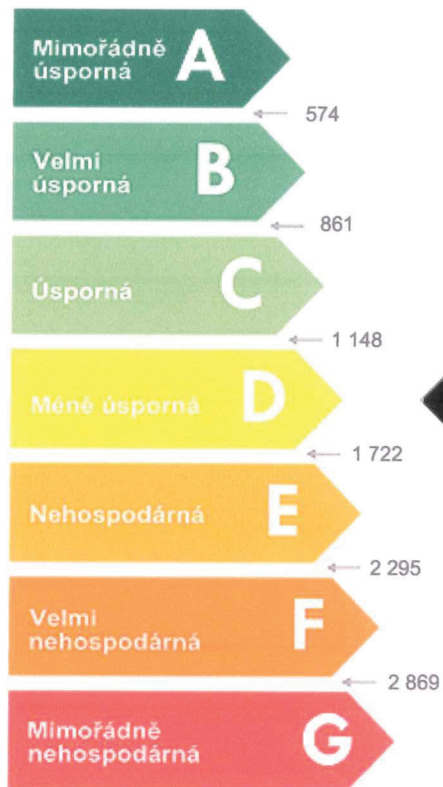 Mimořádně
úsporná
A
574
Velmi
úsporná
B
861
Úsporná
C
1 148
Méně úsporná
D
1 722
Nehospodárná
E
2 295
Velmi
nehospodárná
F
2 869
Mimořádně
nehospodárná
G